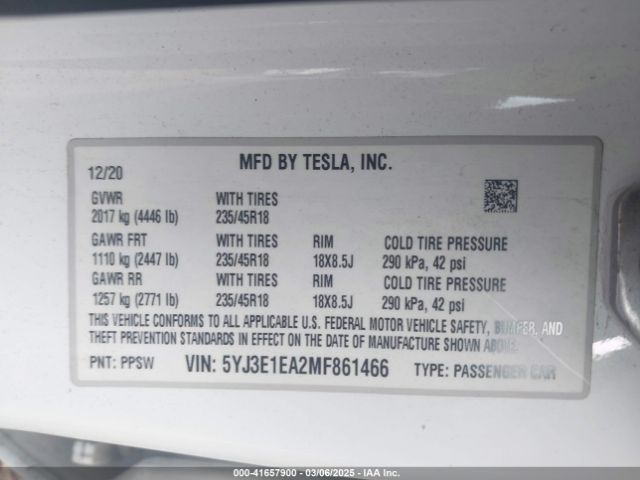 MFD BY TESLA, INC.
12/20
GVWR WITH TIRES
2017 kg (4446 lb) 235/45R18
GAWR FRT WITH TIRES RIM COLD TIRE PRESSURE
1110 kg (2447 lb) 235/45R18 18X8.5J 290 kPa, 42 psi
GAWR RR WITH TIRES RIM COLD TIRE PRESSURE
1257 kg (2771 lb) 235/45R18 18X8.5J 290 kPa, 42 psi
THIS VEHICLE CONFORMS TO ALL APPLICABLE U.S. FEDERAL MOTOR VEHICLE SAFETY, BUMPER, AND
THEFT PREVENTION STANDARDS IN EFFECT ON THE DATE OF MANUFACTURE SHOWN ABOVE.
PNT: PPSW VIN: 5YJ3E1EA2MF861466 TYPE: PASSENGER CAR
000-41657900 - 03/06/2025 - IAAI.COM